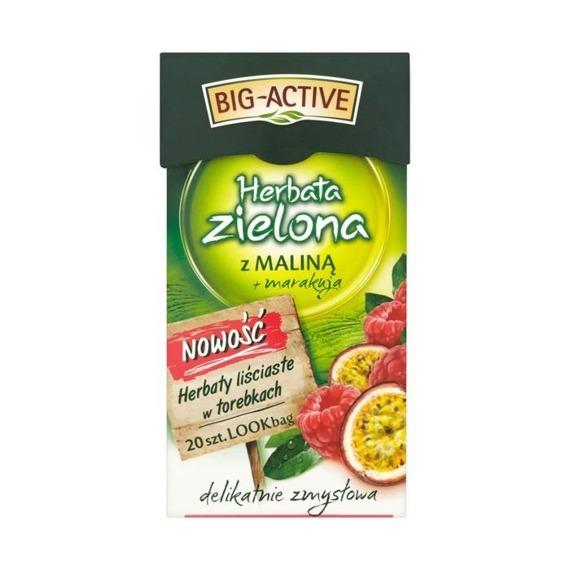 BIG-ACTIVE
Herbata
zielona
z MALINĄ
+ marakują
NOWOŚĆ
Herbaty liściaste
w torebkach
20 szt. LOOKbag
delikatnie zmysłowa